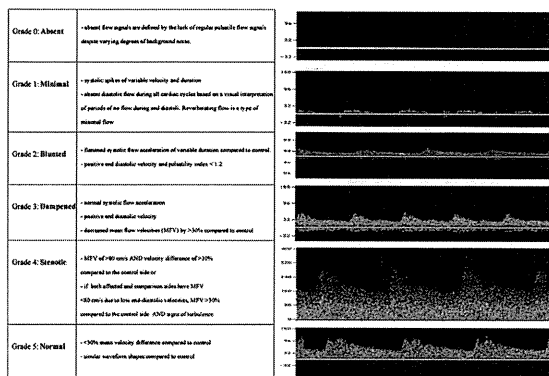 Grade 0: Absent
- absent flow signals are defined by the lack of regular pulsatile flow signals
despite varying degrees of background noise.
Grade 1: Minimal
- systolic spikes of variable velocity and duration
- absent diastolic flow during all cardiac cycles based on a visual interpretation
of periods of no flow during end diastole. Reverberating flow is a type of
minimal flow
Grade 2: Blunted
- flattened systolic flow acceleration of variable duration compared to control
- positive end diastolic velocity and pulsatility index < 1.2
Grade 3: Dampened
- normal systolic flow acceleration
- positive end diastolic velocity
- decreased mean flow velocities (MFV) by >30% compared to control
Grade 4: Stenotic
- MFV of >80 cm/s AND velocity difference of >30%
compared to the control side or
- if both affected and comparison sides have MFV
<80 cm/s due to low end-diastolic velocities, MFV >30%
compared to the control side AND signs of turbulence
Grade 5: Normal
- <30% mean velocity difference compared to control
- similar waveform shapes compared to control